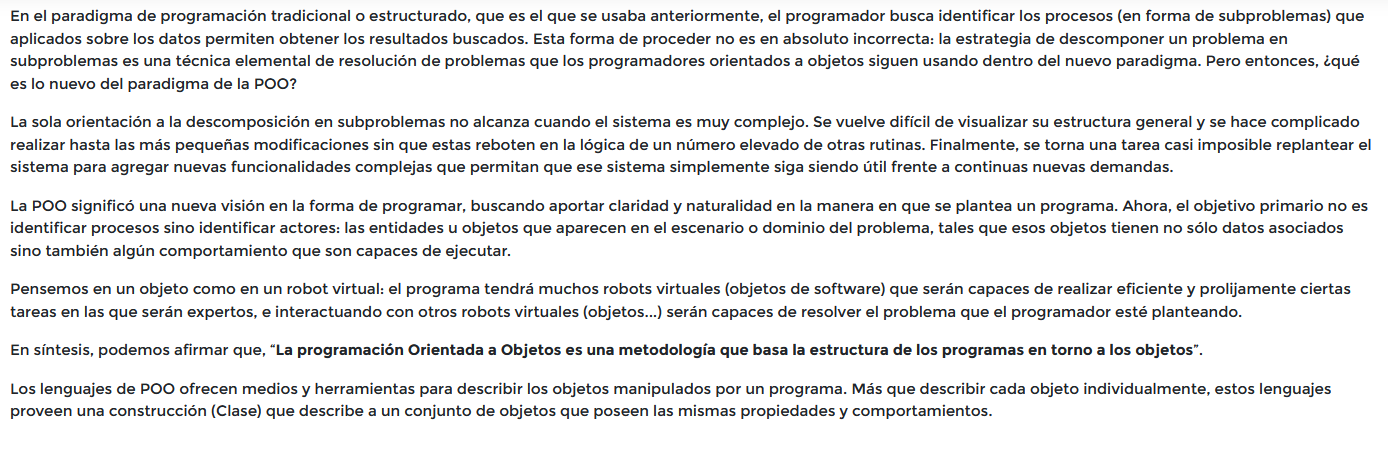 En el paradigma de programación tradicional o estructurado, que es el que se usaba anteriormente, el programador busca identificar los procesos (en forma de subproblemas) que
aplicados sobre los datos permiten obtener los resultados buscados. Esta forma de proceder no es en absoluto incorrecta: la estrategia de descomponer un problema en
subproblemas es una técnica elemental de resolución de problemas que los programadores orientados a objetos siguen usando dentro del nuevo paradigma. Pero entonces, ¿qué
es lo nuevo del paradigma de la POO?
La sola orientación a la descomposición en subproblemas no alcanza cuando el sistema es muy complejo. Se vuelve difícil de visualizar su estructura general y se hace complicado
realizar hasta las más pequeñas modificaciones sin que estas reboten en la lógica de un número elevado de otras rutinas. Finalmente, se torna una tarea casi imposible replantear el
sistema para agregar nuevas funcionalidades complejas que permitan que ese sistema simplemente siga siendo útil frente a continuas nuevas demandas.
La POO significó una nueva visión en la forma de programar, buscando aportar claridad y naturalidad en la manera en que se plantea un programa. Ahora, el objetivo primario no es
identificar procesos sino identificar actores: las entidades u objetos que aparecen en el escenario o dominio del problema, tales que esos objetos tienen no sólo datos asociados
sino también algún comportamiento que son capaces de ejecutar.
Pensemos en un objeto como en un robot virtual: el programa tendrá muchos robots virtuales (objetos de software) que serán capaces de realizar eficiente y prolijamente ciertas
tareas en las que serán expertos, e interactuando con otros robots virtuales (objetos...) serán capaces de resolver el problema que el programador esté planteando.
En síntesis, podemos afirmar que, “La programación Orientada a Objetos es una metodología que basa la estructura de los programas en torno a los objetos”.
Los lenguajes de POO ofrecen medios y herramientas para describir los objetos manipulados por un programa. Más que describir cada objeto individualmente, estos lenguajes
proveen una construcción (Clase) que describe a un conjunto de objetos que poseen las mismas propiedades y comportamientos.